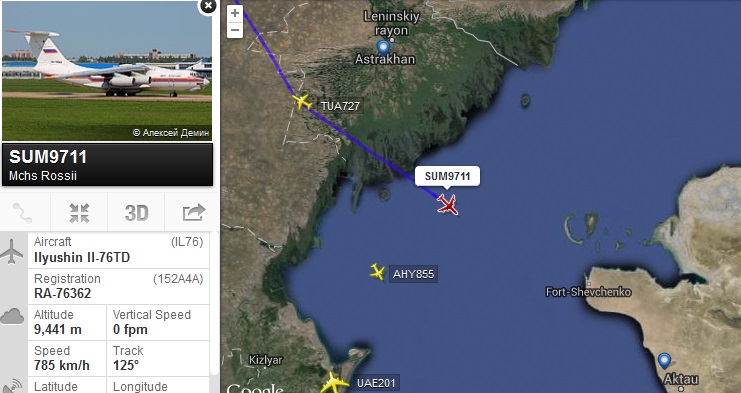 © Алексей Демин
SUM9711
Mchs Rossii
3D
Aircraft (IL76)
Ilyushin Il-76TD
Registration (152A4A)
RA-76362
Altitude Vertical Speed
9,441 m 0 fpm
Speed Track
785 km/h 125°
Latitude Longitude
+
−
Leninskiy
rayon
Astrakhan
TUA727
SUM9711
AHY855
Fort-Shevchenko
Kizlyar
UAE201
Aktau
Google